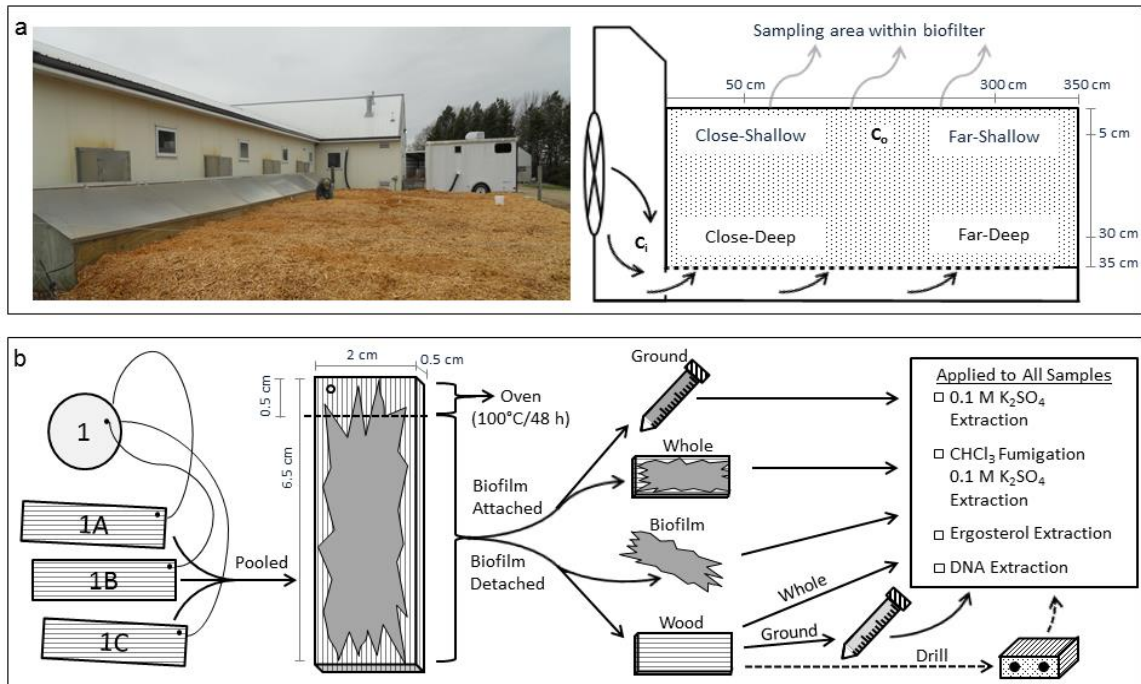 a
Sampling area within biofilter
50 cm
300 cm
350 cm
Close-Shallow
C₀
Far-Shallow
5 cm
Cᵢ
Close-Deep
Far-Deep
30 cm
35 cm
b
2 cm
0.5 cm
0.5 cm
6.5 cm
Oven
(100°C/48 h)
1
1A
1B
1C
Pooled
Biofilm
Attached
Biofilm
Detached
Ground
Whole
Biofilm
Wood
Whole
Ground
Drill
Applied to All Samples
0.1 M K₂SO₄
Extraction
CHCl₃ Fumigation
0.1 M K₂SO₄
Extraction
Ergosterol Extraction
DNA Extraction